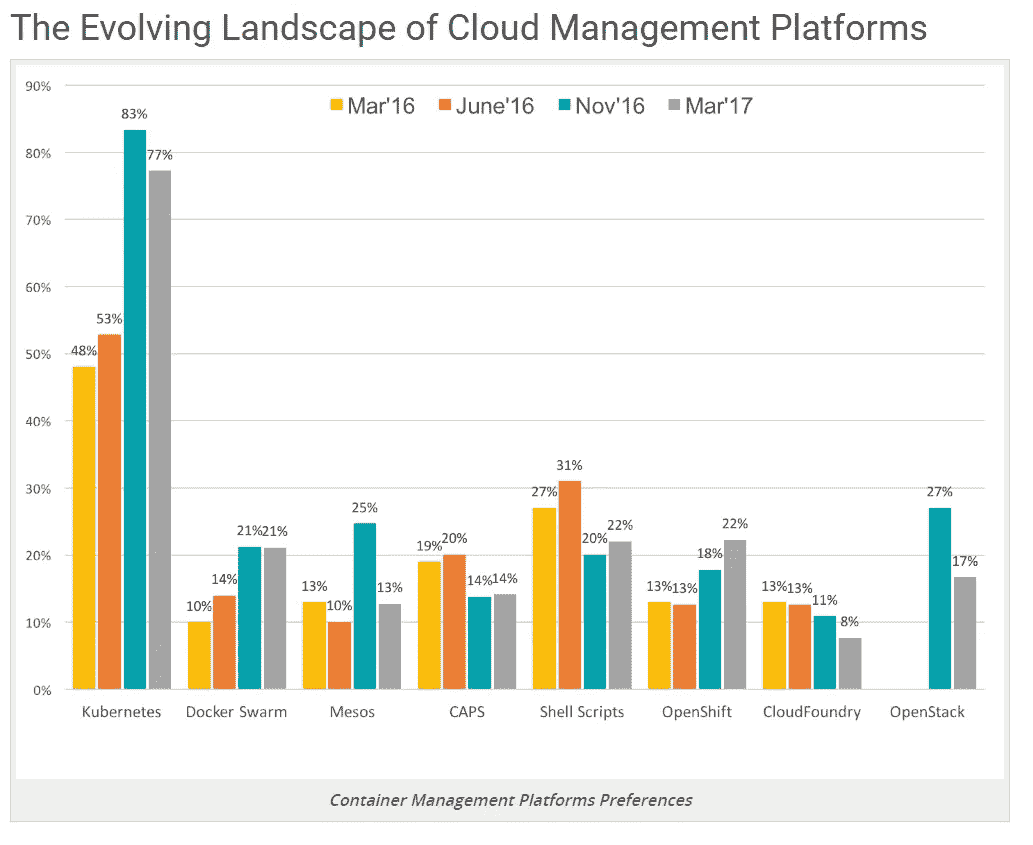 The Evolving Landscape of Cloud Management Platforms
90%
80%
70%
60%
50%
40%
30%
20%
10%
0%
Mar'16 June'16 Nov'16 Mar'17
48% 53% 83% 77%
10% 14% 21% 21%
13% 10% 25% 13%
19% 20% 14% 14%
27% 31% 20% 22%
13% 13% 18% 22%
13% 13% 11% 8%
27% 17%
Kubernetes Docker Swarm Mesos CAPS Shell Scripts OpenShift CloudFoundry OpenStack
Container Management Platforms Preferences